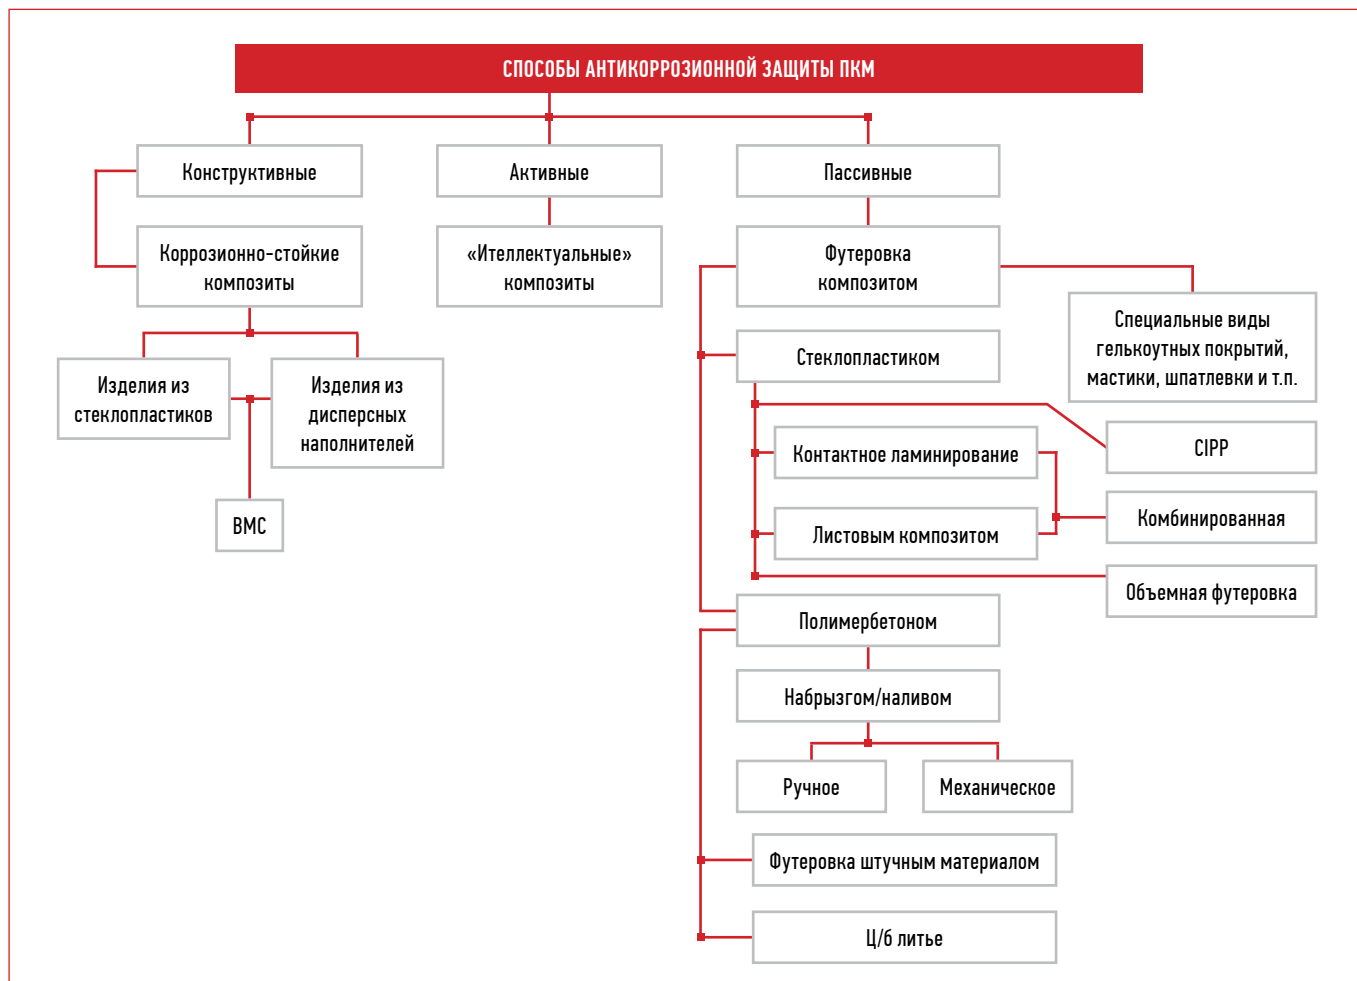 СПОСОБЫ АНТИКОРРОЗИОННОЙ ЗАЩИТЫ ПКМ
Конструктивные
Активные
Пассивные
Коррозионно-стойкие
композиты
«Ителлектуальные»
композиты
Футеровка
композитом
Специальные виды
гелькоутных покрытий,
мастики, шпатлевки и т.п.
Стеклопластиком
Изделия из
стеклопластиков
Изделия из
дисперсных
наполнителей
CIPP
Контактное ламинирование
Комбинированная
Листовым композитом
ВМС
Объемная футеровка
Полимербетоном
Набрызгом/наливом
Ручное
Механическое
Футеровка штучным материалом
Ц/б литье